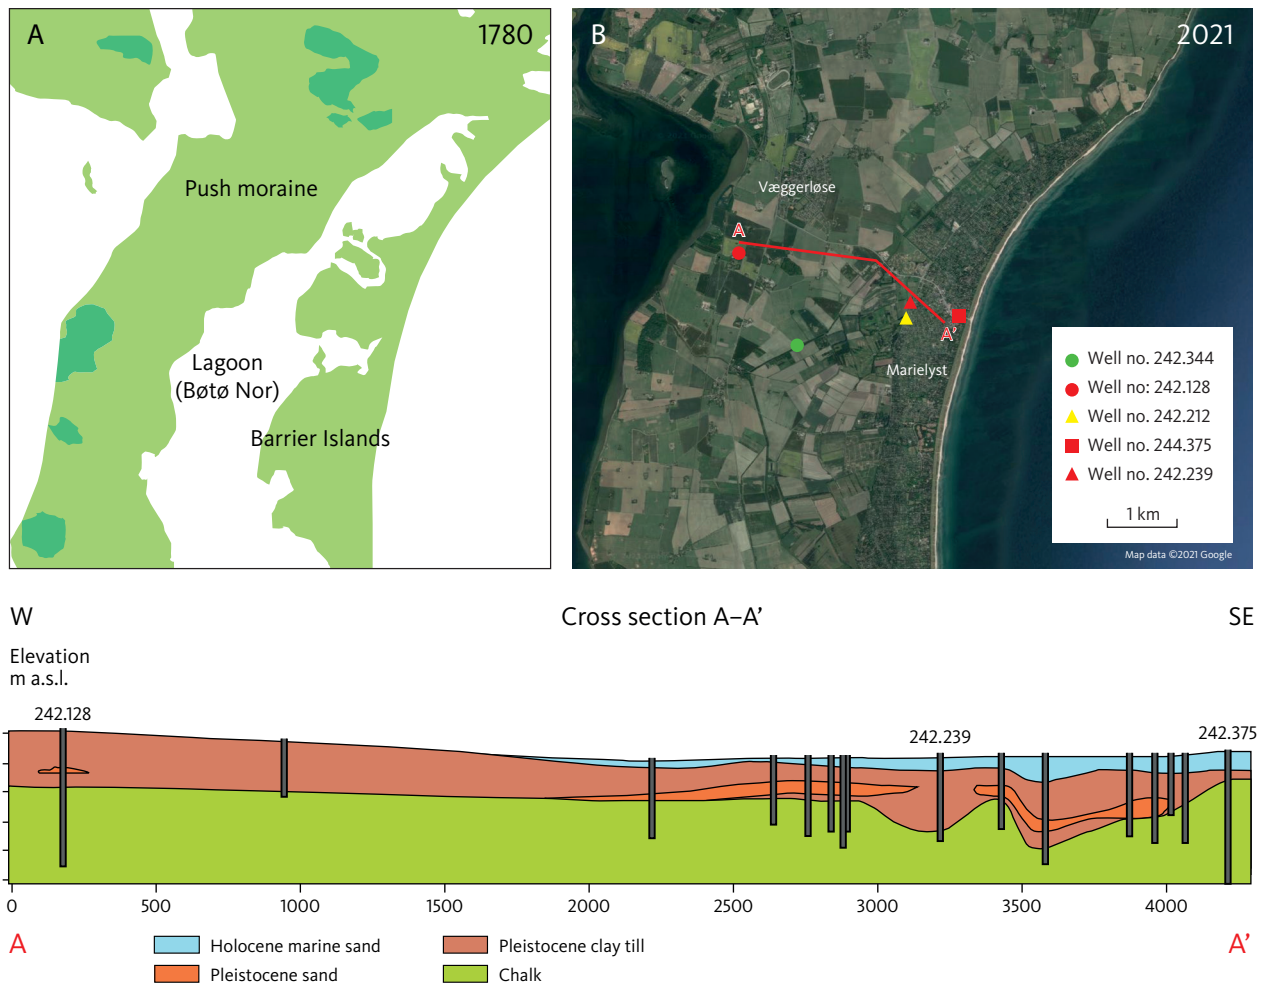 A
1780
Push moraine
Lagoon
(Bøtø Nor)
Barrier Islands
B
2021
Væggerløse
A
A’
Marielyst
Well no. 242.344
Well no: 242.128
Well no. 242.212
Well no. 244.375
Well no. 242.239
1 km
Map data ©2021 Google
W
Cross section A–A’
SE
Elevation
m a.s.l.
242.128
242.239
242.375
0
500
1000
1500
2000
2500
3000
3500
4000
A
A’
Holocene marine sand
Pleistocene clay till
Pleistocene sand
Chalk